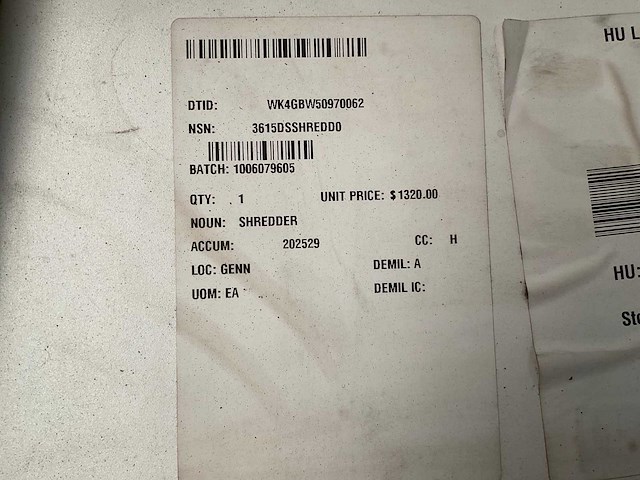 DTID: WK4GBW50970062
NSN: 3615DSSHREDD0
BATCH: 1006079605
QTY: 1 UNIT PRICE: $1320.00
NOUN: SHREDDER
ACCUM: 202529 CC: H
LOC: GENN DEMIL: A
UOM: EA DEMIL IC:
HU L
HU:
Sto